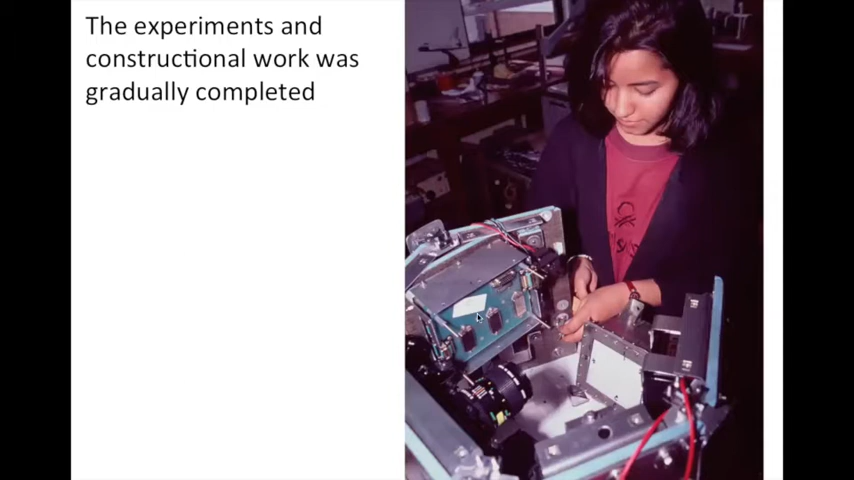 The experiments and
constructional work was
gradually completed